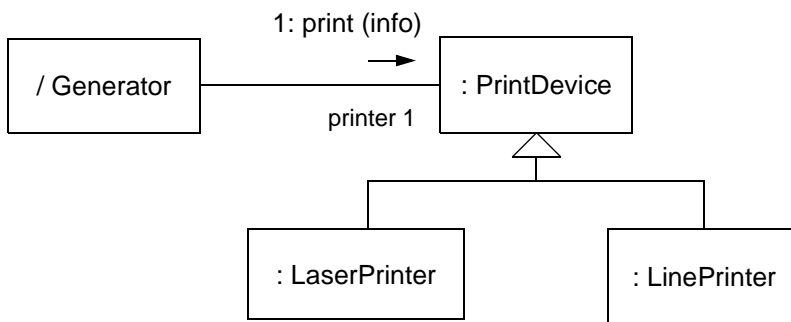 1: print (info)
/ Generator
: PrintDevice
printer 1
: LaserPrinter
: LinePrinter